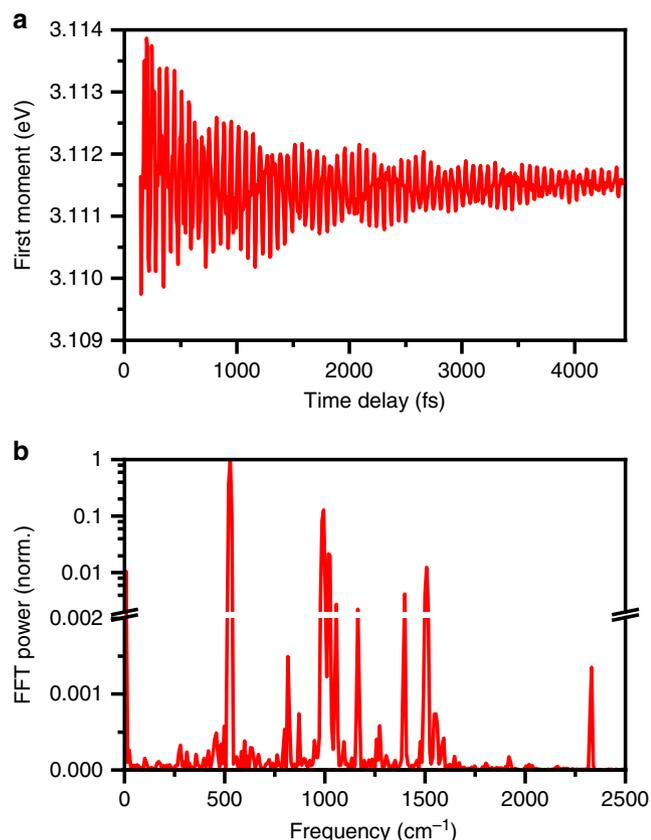 a
3.114
3.113
3.112
3.111
3.110
3.109
First moment (eV)
0 1000 2000 3000 4000
Time delay (fs)
b
1
0.1
0.01
0.002
0.001
0.000
FFT power (norm.)
0 500 1000 1500 2000 2500
Frequency (cm⁻¹)